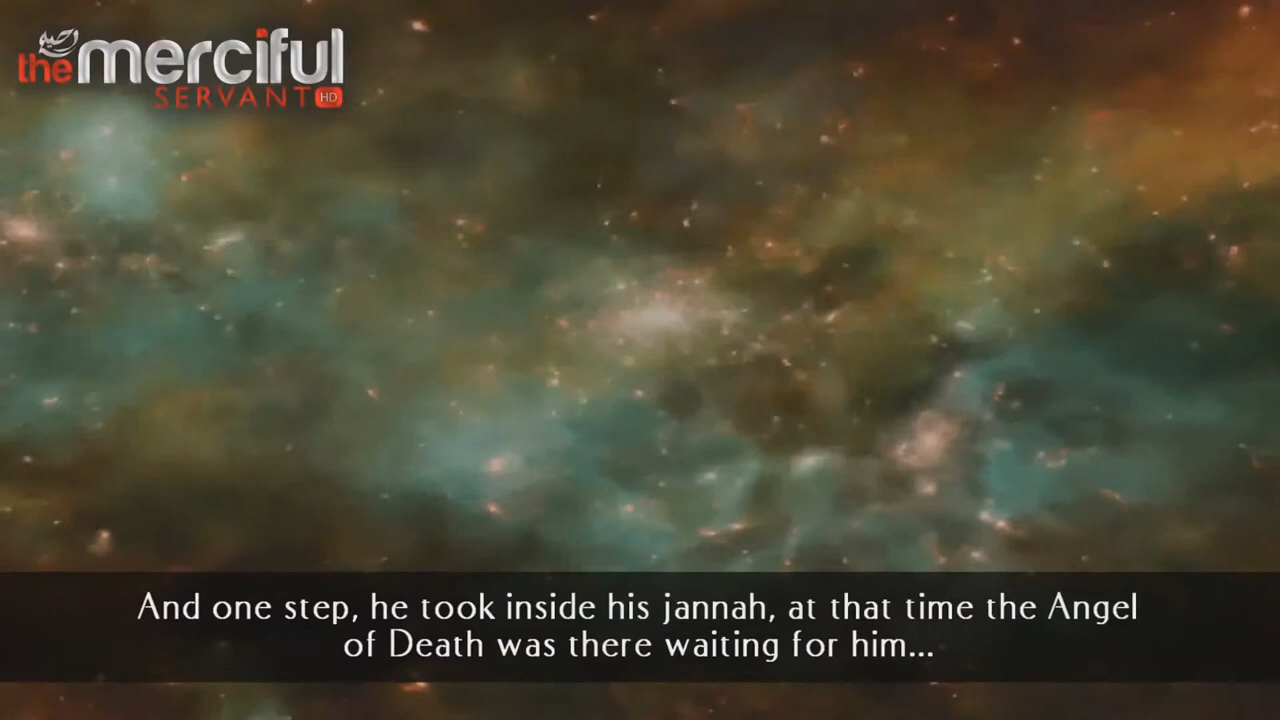 the merciful
SERVANT HD
And one step, he took inside his jannah, at that time the Angel
of Death was there waiting for him...